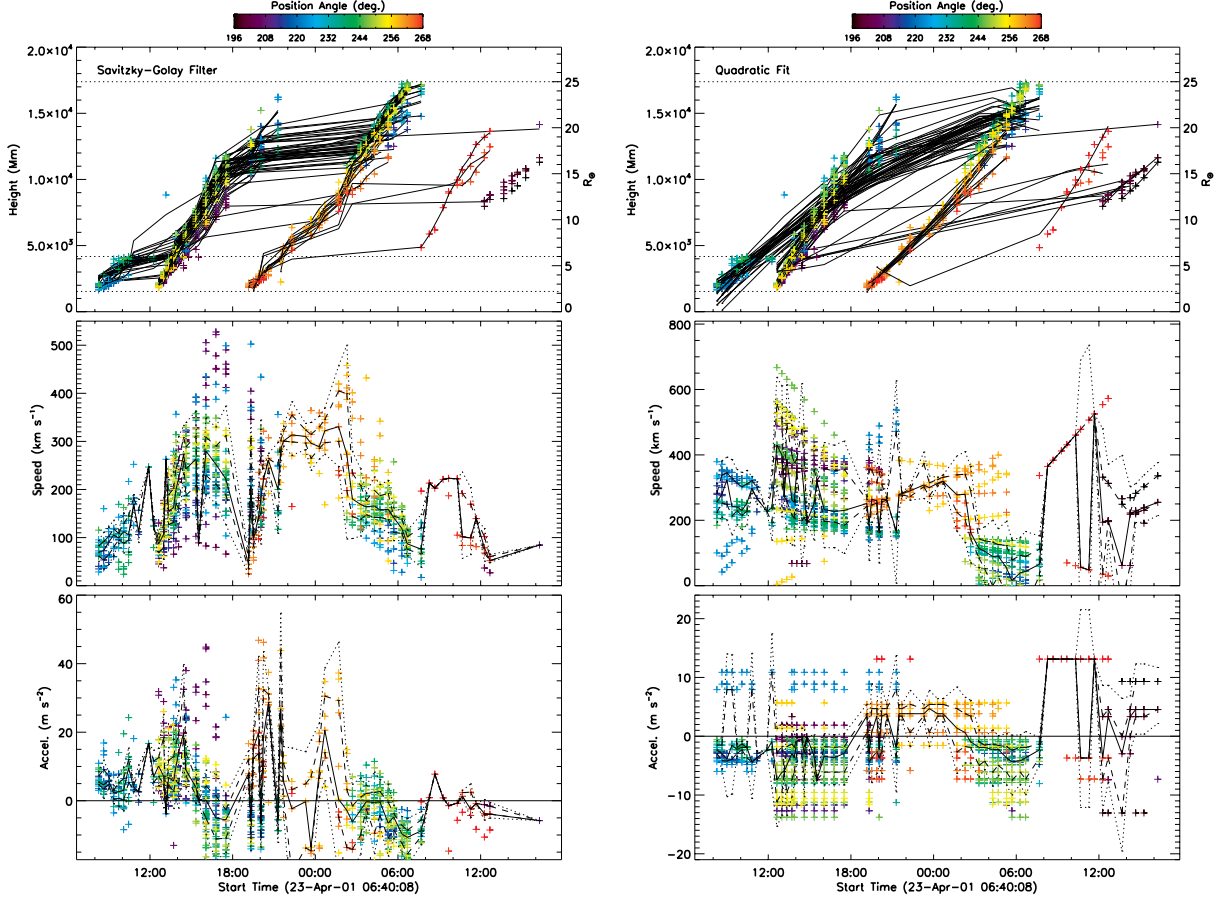 Position Angle (deg.)
196 208 220 232 244 256 268
Savitzky-Golay Filter
Height (Mm)
2.0×10⁴
1.5×10⁴
1.0×10⁴
5.0×10³
0
25
20
15
10
5
0
R⊙
Speed (km s⁻¹)
500
400
300
200
100
0
Accel. (m s⁻²)
60
40
20
0
12:00 18:00 00:00 06:00 12:00
Start Time (23-Apr-01 06:40:08)
Position Angle (deg.)
196 208 220 232 244 256 268
Quadratic Fit
Height (Mm)
2.0×10⁴
1.5×10⁴
1.0×10⁴
5.0×10³
0
25
20
15
10
5
0
R⊙
Speed (km s⁻¹)
800
600
400
200
0
Accel. (m s⁻²)
20
10
0
−10
−20
12:00 18:00 00:00 06:00 12:00
Start Time (23-Apr-01 06:40:08)